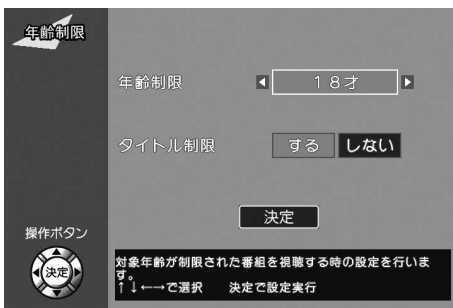 年齢制限
年齢制限 ◀ 18才 ▶
タイトル制限 する しない
決定
操作ボタン
決定
対象年齢が制限された番組を視聴する時の設定を行いま
す。
↑↓←→で選択 決定で設定実行